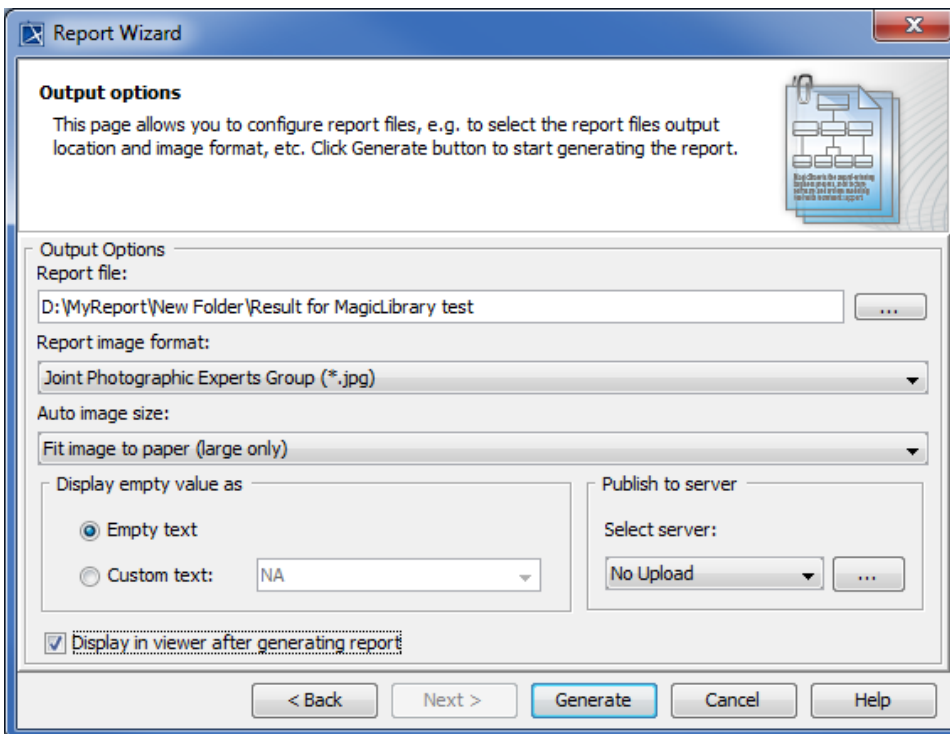 Report Wizard
Output options
This page allows you to configure report files, e.g. to select the report files output
location and image format, etc. Click Generate button to start generating the report.
Output Options
Report file:
D:\MyReport\New Folder\Result for MagicLibrary test
...
Report image format:
Joint Photographic Experts Group (*.jpg)
Auto image size:
Fit image to paper (large only)
Display empty value as
Publish to server
Empty text
Select server:
Custom text:
NA
No Upload
...
Display in viewer after generating report
< Back
Next >
Generate
Cancel
Help